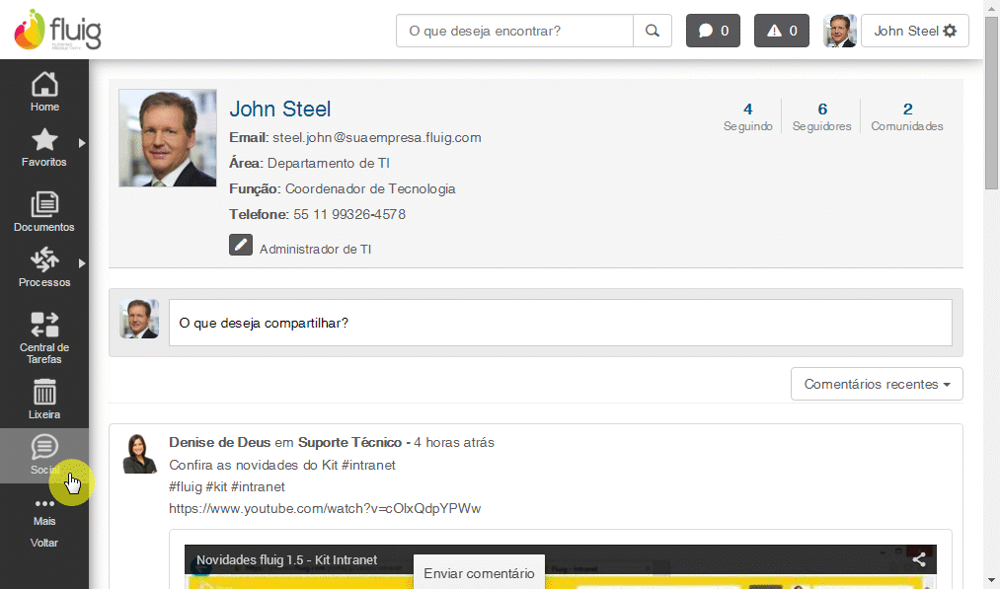 fluig
O que deseja encontrar?
0
0
John Steel
Home
Favoritos
Documentos
Processos
Central de
Tarefas
Lixeira
Social
Mais
Voltar
John Steel
Email: steel.john@suaempresa.fluig.com
Área: Departamento de TI
Função: Coordenador de Tecnologia
Telefone: 55 11 99326-4578
Administrador de TI
4
Seguindo
6
Seguidores
2
Comunidades
O que deseja compartilhar?
Comentários recentes
Denise de Deus em Suporte Técnico - 4 horas atrás
Confira as novidades do Kit #intranet
#fluig #kit #intranet
https://www.youtube.com/watch?v=cOlxQdpYPWw
Novidades fluig 1.5 - Kit Intranet
Enviar comentário